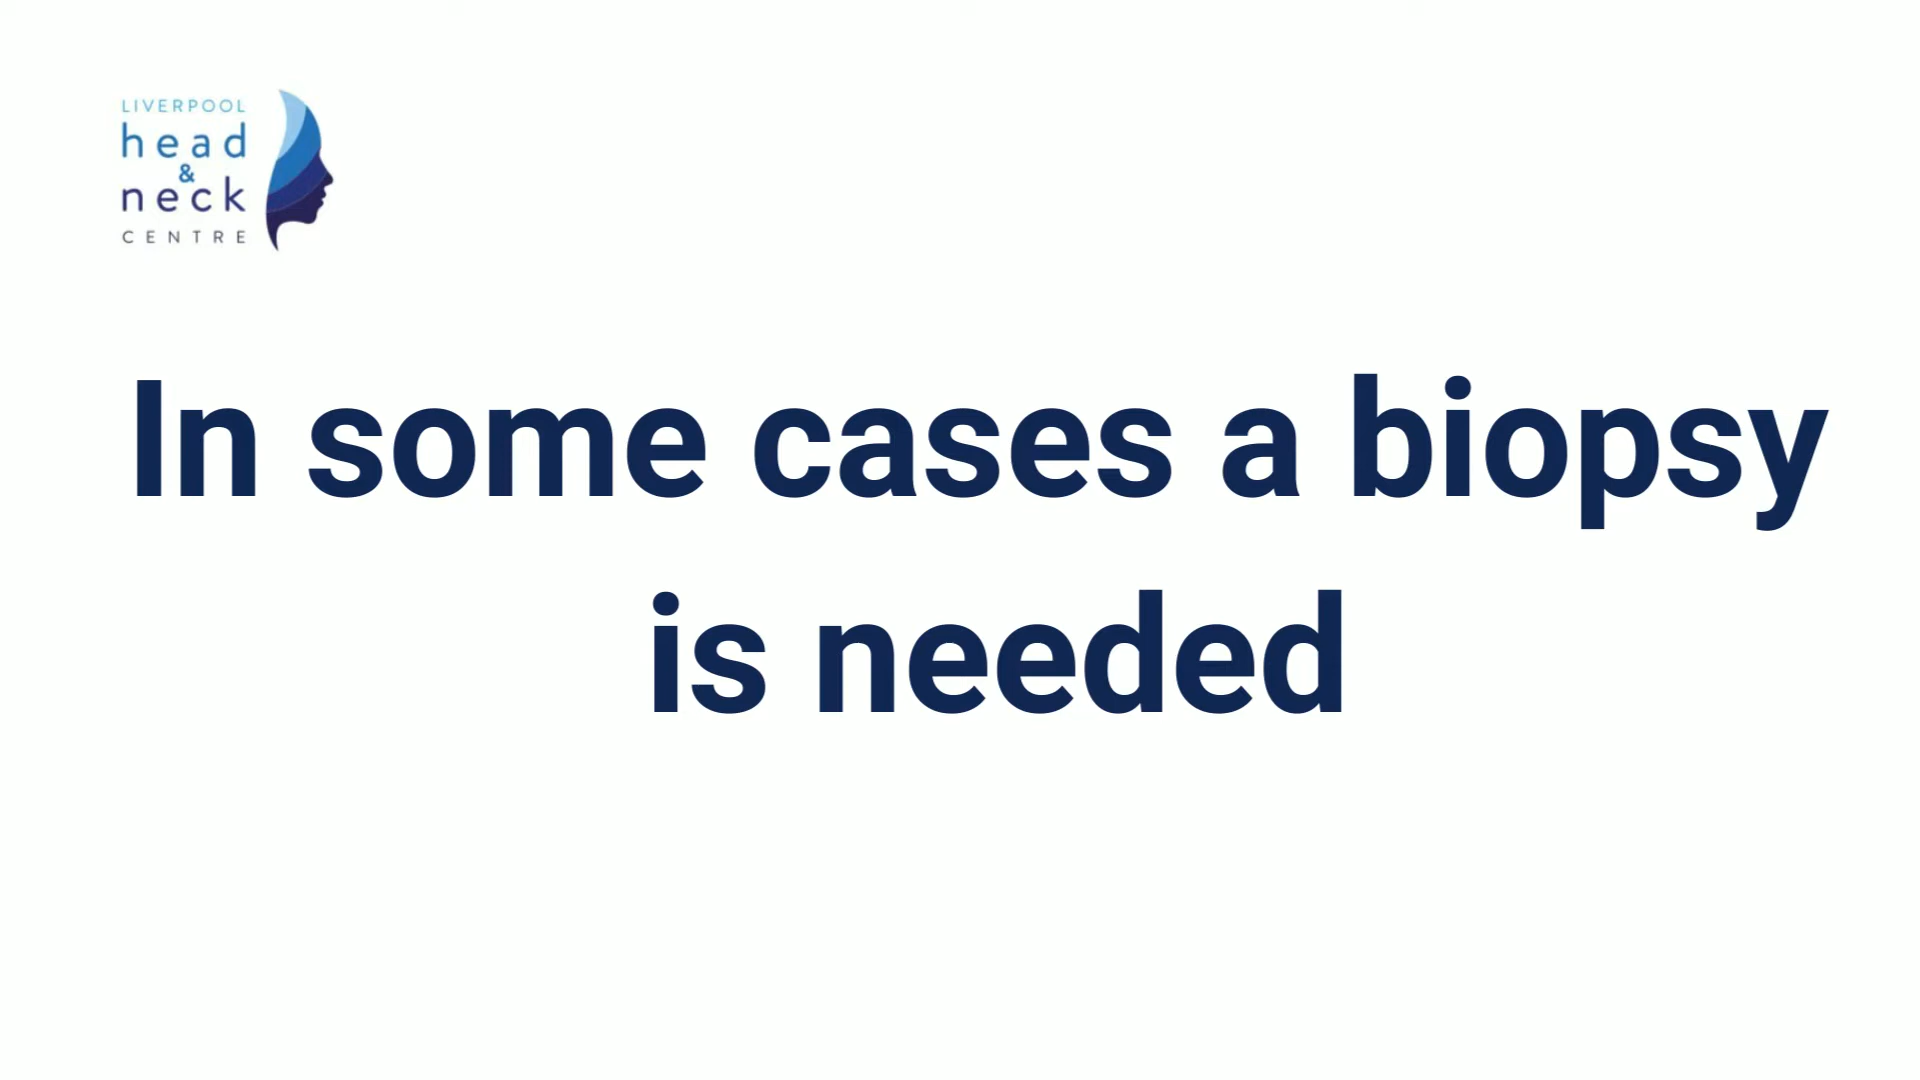 LIVERPOOL
head
&
neck
CENTRE
In some cases a biopsy
is needed